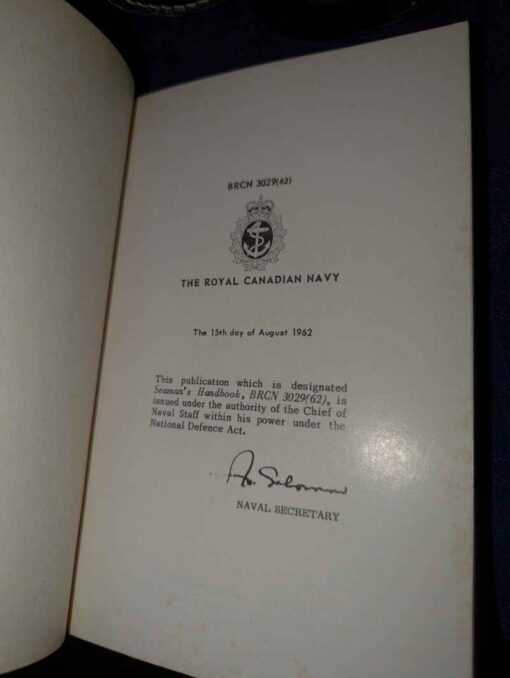 BRCN 3029(62)
THE ROYAL CANADIAN NAVY
The 15th day of August 1962
This publication which is designated
Seaman's Handbook, BRCN 3029(62), is
issued under the authority of the Chief of
Naval Staff within his power under the
National Defence Act.
NAVAL SECRETARY